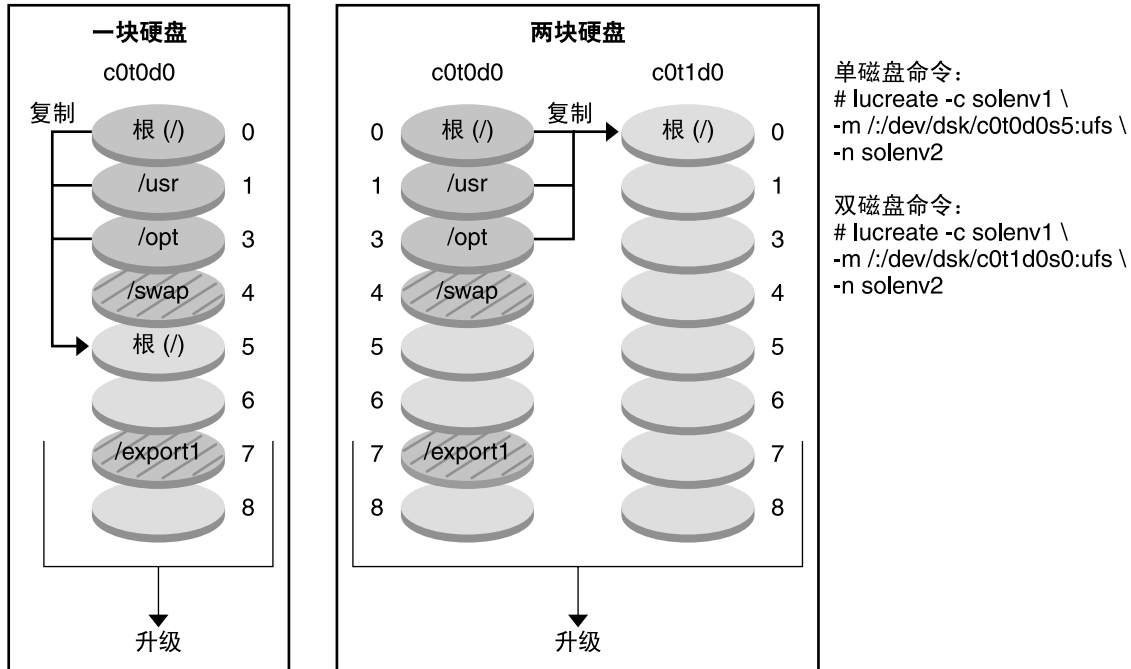 一块硬盘
c0t0d0
复制
根 (/) 0
/usr 1
/opt 3
/swap 4
根 (/) 5
6
/export1 7
8
升级
两块硬盘
c0t0d0 c0t1d0
复制
0 根 (/) 根 (/) 0
1 /usr 1
3 /opt 3
4 /swap 4
5 5
6 6
7 /export1 7
8 8
升级
单磁盘命令：
# lucreate -c solenv1 \
-m /:/dev/dsk/c0t0d0s5:ufs \
-n solenv2
双磁盘命令：
# lucreate -c solenv1 \
-m /:/dev/dsk/c0t1d0s0:ufs \
-n solenv2